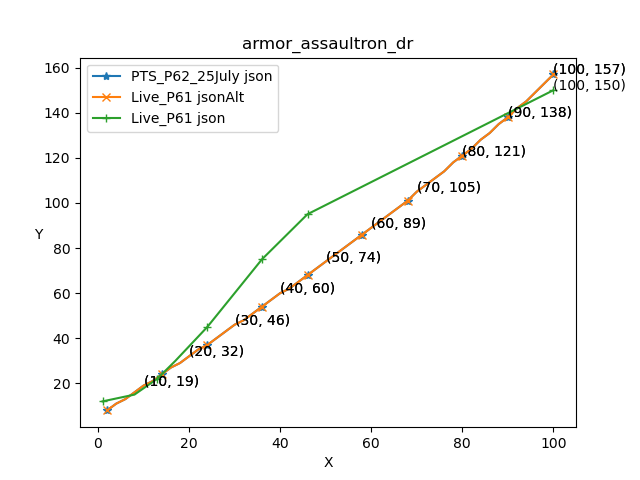 armor_assaultron_dr
PTS_P62_25July json
Live_P61 jsonAlt
Live_P61 json
(100, 157)
(100, 150)
(90, 138)
(80, 121)
(70, 105)
(60, 89)
(50, 74)
(40, 60)
(30, 46)
(20, 32)
(10, 19)
160
140
120
100
80
60
40
20
Y
0 20 40 60 80 100
X